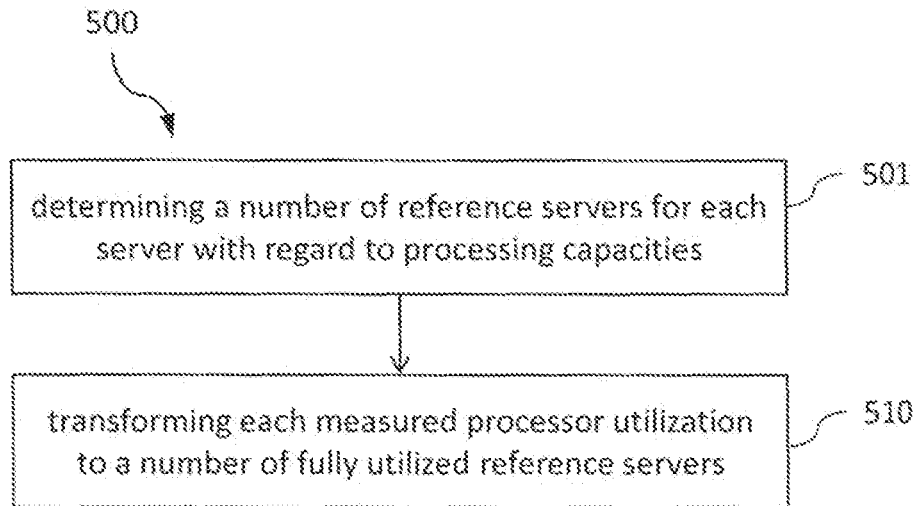 500
501
determining a number of reference servers for each
server with regard to processing capacities
510
transforming each measured processor utilization
to a number of fully utilized reference servers